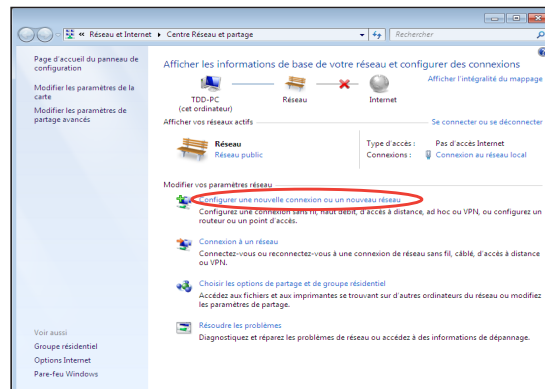 « Réseau et Internet ▸ Centre Réseau et partage
Rechercher
Page d'accueil du panneau de
configuration
Modifier les paramètres de la
carte
Modifier les paramètres de
partage avancés
Afficher les informations de base de votre réseau et configurer des connexions
Afficher l'intégralité du mappage
TDD-PC
(cet ordinateur)
Réseau
Internet
Afficher vos réseaux actifs
Se connecter ou se déconnecter
Réseau
Réseau public
Type d'accès :
Pas d'accès Internet
Connexions :
Connexion au réseau local
Modifier vos paramètres réseau
Configurer une nouvelle connexion ou un nouveau réseau
Configurez une connexion sans fil, haut débit, d'accès à distance, ad hoc ou VPN, ou configurez un
routeur ou un point d'accès.
Connexion à un réseau
Connectez-vous ou reconnectez-vous à une connexion de réseau sans fil, câblé, d'accès à distance
ou VPN.
Choisir les options de partage et de groupe résidentiel
Accédez aux fichiers et aux imprimantes se trouvant sur d'autres ordinateurs du réseau ou modifiez
les paramètres de partage.
Résoudre les problèmes
Diagnostiquez et réparez les problèmes de réseau ou accédez à des informations de dépannage.
Voir aussi
Groupe résidentiel
Options Internet
Pare-feu Windows